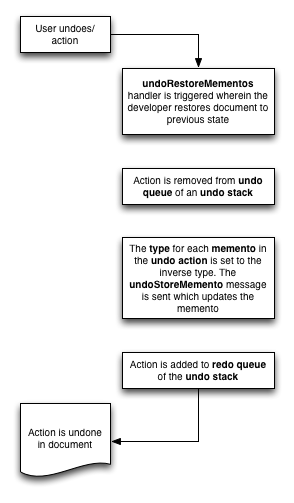 User undoes/
action
undoRestoreMementos
handler is triggered wherein the
developer restores document to
previous state
Action is removed from undo
queue of an undo stack
The type for each memento in
the undo action is set to the
inverse type. The
undoStoreMemento message
is sent which updates the
memento
Action is added to redo queue
of the undo stack
Action is undone
in document